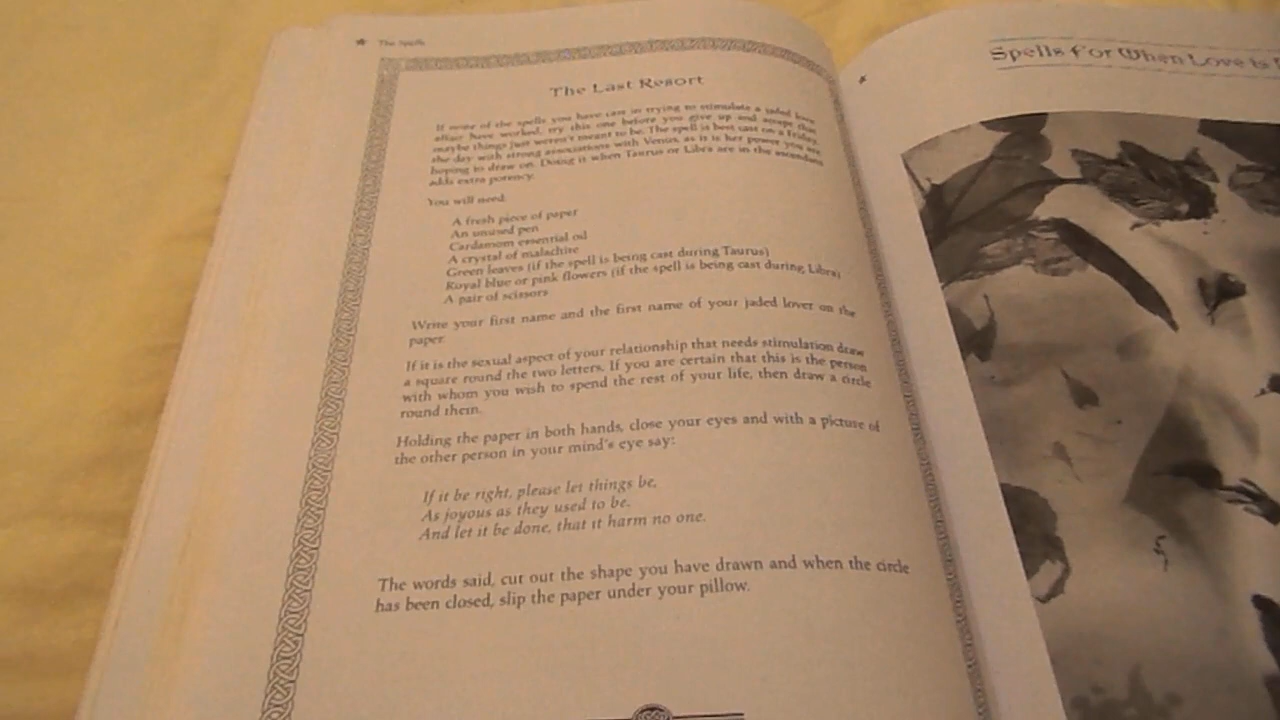 The Spells
The Last Resort
If none of the spells you have cast in trying to stimulate a jaded love
affair have worked, try this one before you give up and accept that
maybe things just weren't meant to be. The spell is best cast on a Friday,
the day with strong associations with Venus, as it is her power you are
hoping to draw on. Doing it when Taurus or Libra are in the ascendant
adds extra potency.
You will need:
A fresh piece of paper
An unused pen
Cardamom essential oil
A crystal of malachite
Green leaves (if the spell is being cast during Taurus)
Royal blue or pink flowers (if the spell is being cast during Libra)
A pair of scissors
Write your first name and the first name of your jaded lover on the
paper.
If it is the sexual aspect of your relationship that needs stimulation draw
a square round the two letters. If you are certain that this is the person
with whom you wish to spend the rest of your life, then draw a circle
round them.
Holding the paper in both hands, close your eyes and with a picture of
the other person in your mind's eye say:
If it be right, please let things be,
As joyous as they used to be.
And let it be done, that it harm no one.
The words said, cut out the shape you have drawn and when the circle
has been closed, slip the paper under your pillow.
Spells For When Love is